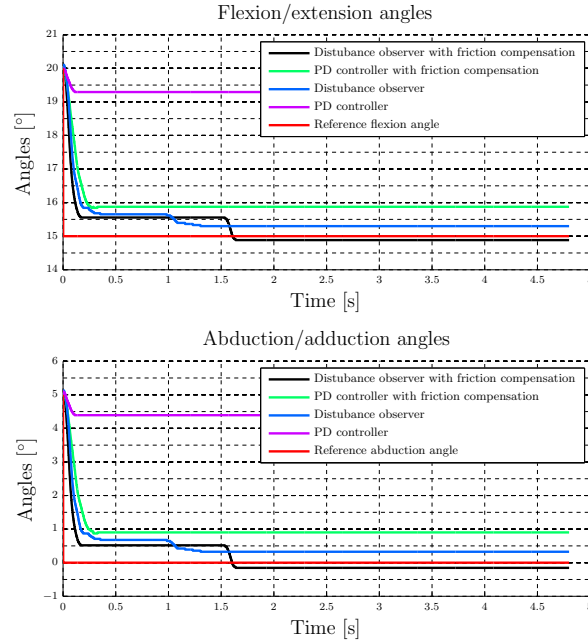 Flexion/extension angles
21
20
19
18
17
16
15
14
Angles [°]
Distubance observer with friction compensation
PD controller with friction compensation
Distubance observer
PD controller
Reference flexion angle
0 0.5 1 1.5 2 2.5 3 3.5 4 4.5 5
Time [s]
Abduction/adduction angles
6
5
4
3
2
1
0
−1
Angles [°]
Distubance observer with friction compensation
PD controller with friction compensation
Distubance observer
PD controller
Reference abduction angle
0 0.5 1 1.5 2 2.5 3 3.5 4 4.5 5
Time [s]